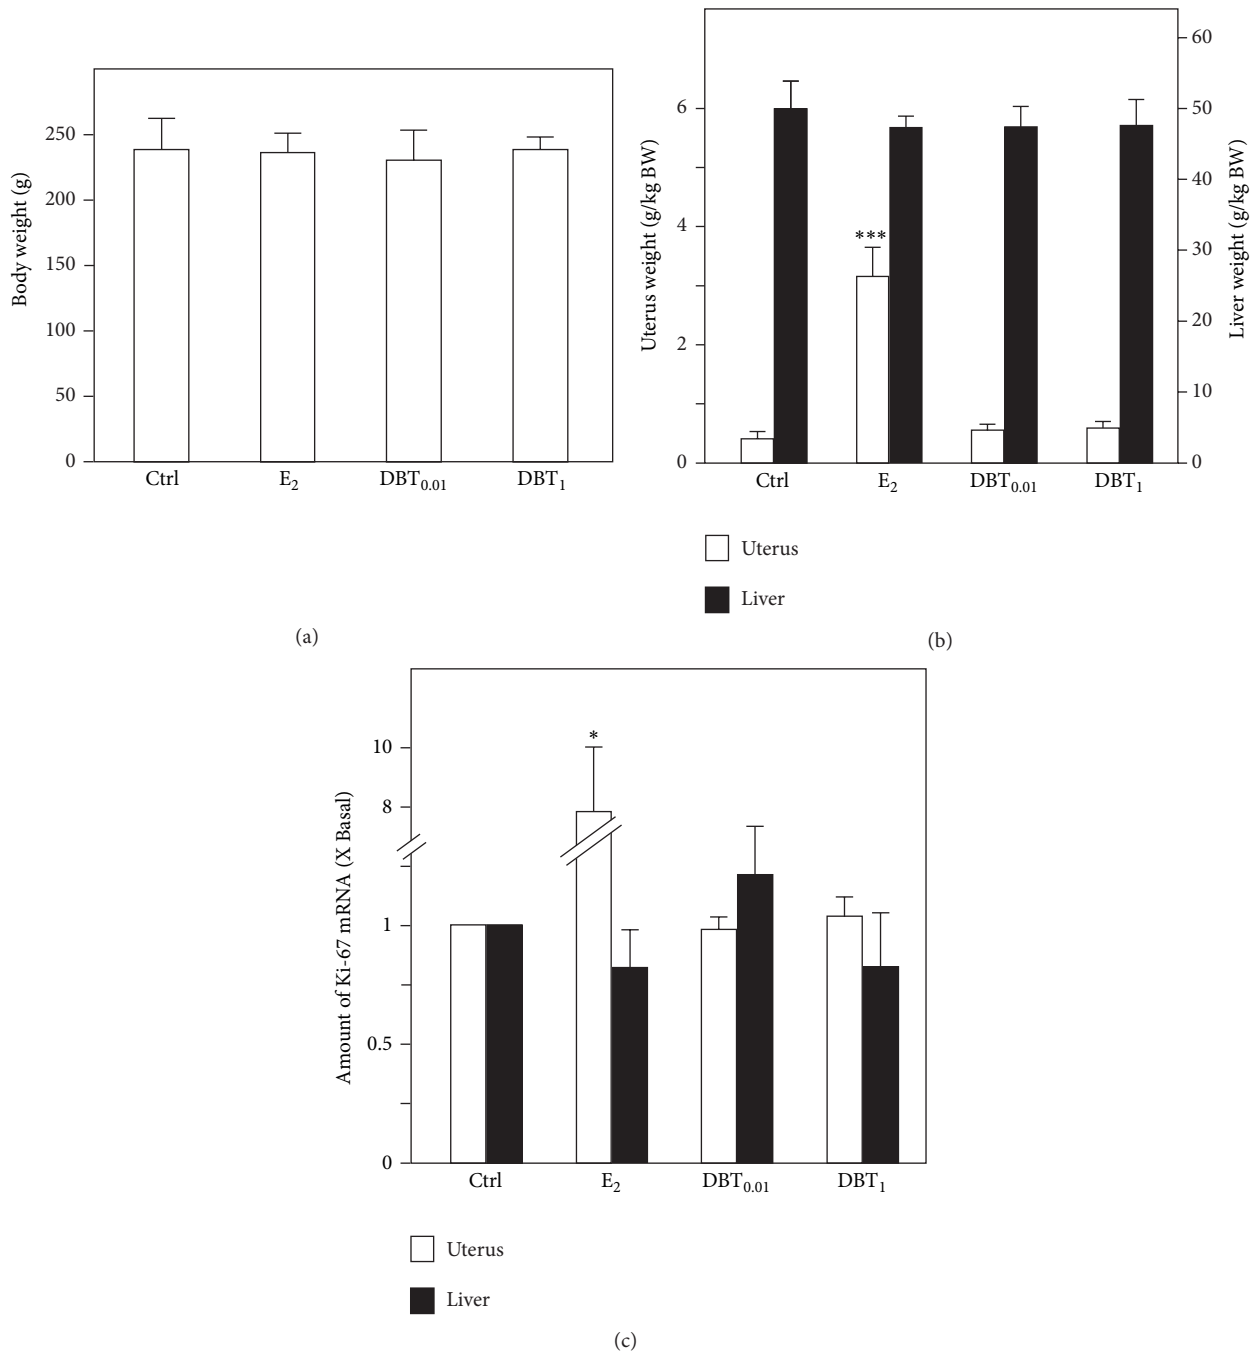 Body weight (g)
250
200
150
100
50
0
Ctrl E₂ DBT₀.₀₁ DBT₁
(a)
Uterus weight (g/kg BW)
6
4
2
0
***
60
50
40
30
20
10
0
Liver weight (g/kg BW)
Ctrl E₂ DBT₀.₀₁ DBT₁
Uterus
Liver
(b)
Amount of Ki-67 mRNA (X Basal)
10
8
1
0.5
0
*
Ctrl E₂ DBT₀.₀₁ DBT₁
Uterus
Liver
(c)